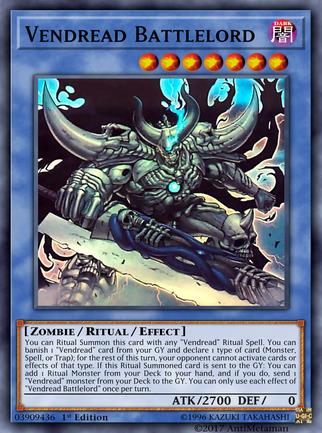 VENDREAD BATTLELORD
DARK
闇
[ZOMBIE / RITUAL / EFFECT]
You can Ritual Summon this card with any "Vendread" Ritual Spell. You can
banish 1 "Vendread" card from your GY and declare 1 type of card (Monster,
Spell, or Trap); for the rest of this turn, your opponent cannot activate cards or
effects of that type. If this Ritual Summoned card is sent to the GY: You can
add 1 Ritual Monster from your Deck to your hand, and if you do, send 1
"Vendread" monster from your Deck to the GY. You can only use each effect of
"Vendread Battlelord" once per turn.
ATK/2700 DEF/ 0
03909436 1st Edition ©1996 KAZUKI TAKAHASHI
©2017 AntiMetaman